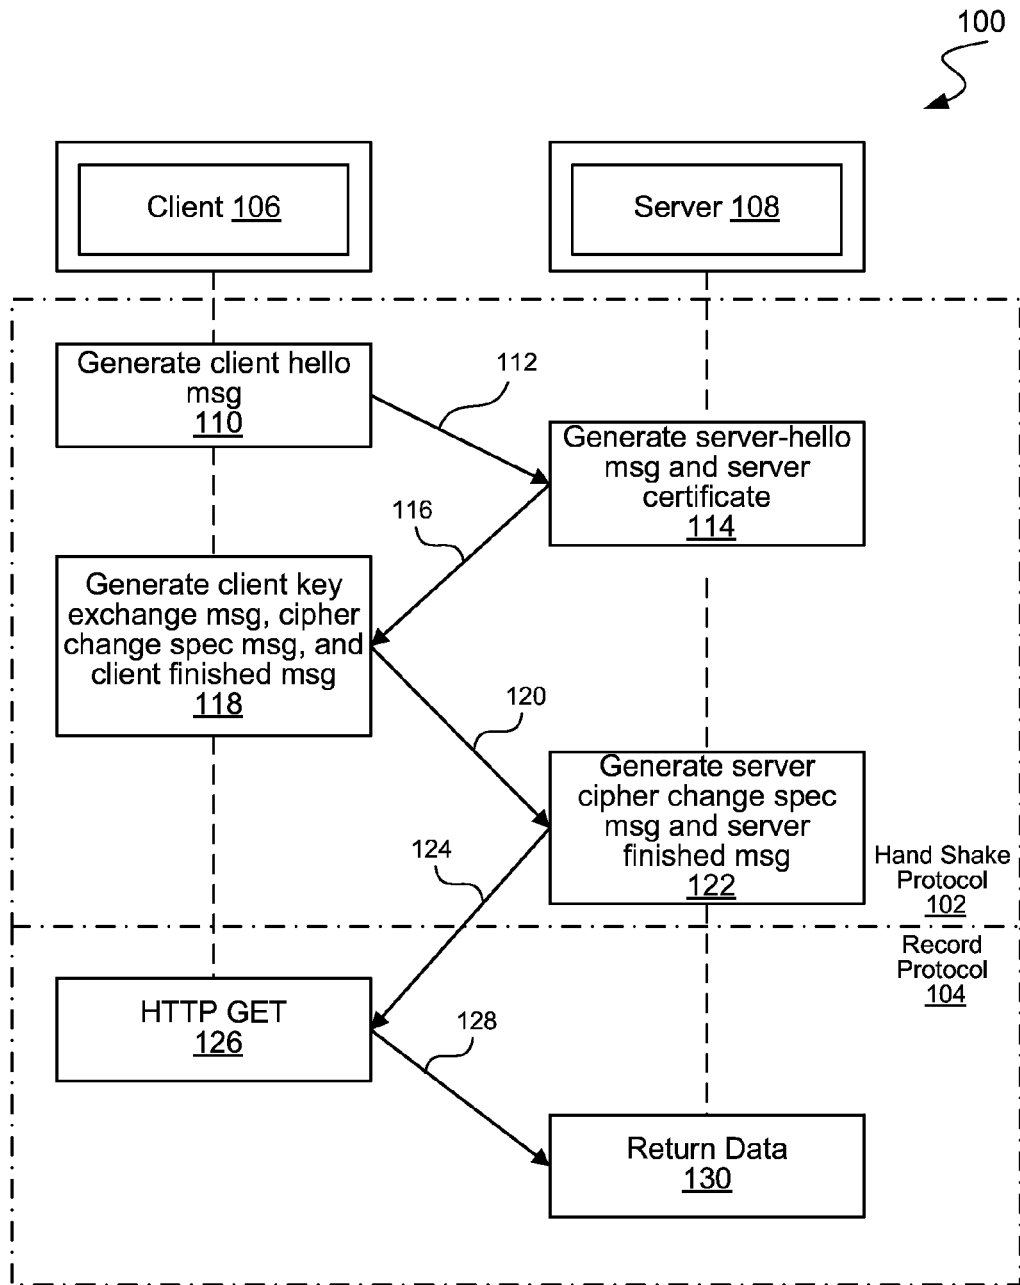 100
Client 106
Server 108
Generate client hello
msg
110
112
Generate server-hello
msg and server
certificate
114
116
Generate client key
exchange msg, cipher
change spec msg, and
client finished msg
118
120
Generate server
cipher change spec
msg and server
finished msg
122
124
Hand Shake
Protocol
102
Record
Protocol
104
HTTP GET
126
128
Return Data
130